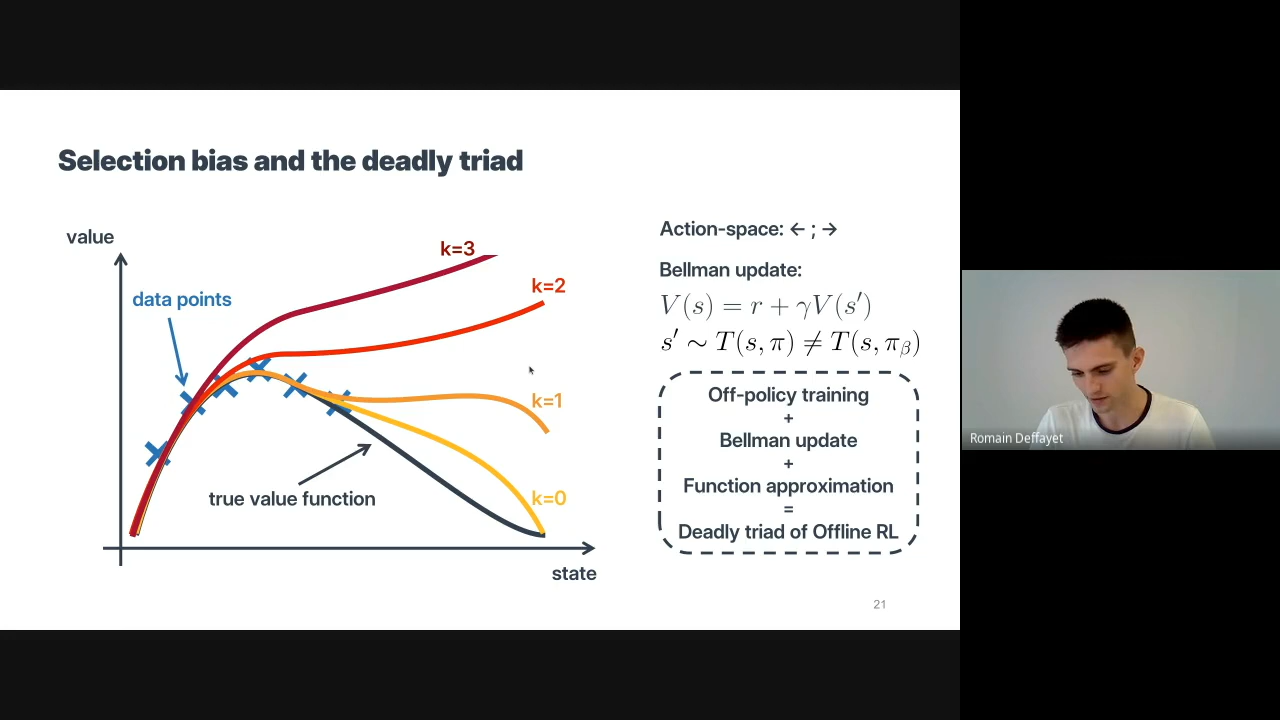 Selection bias and the deadly triad
value
k=3
data points
k=2
k=1
true value function
k=0
state
Action-space: ← ; →
Bellman update:
V(s) = r + γV(s′)
s′ ∼ T(s, π) ≠ T(s, π_β)
Off-policy training
+
Bellman update
+
Function approximation
=
Deadly triad of Offline RL
21
Romain Deffayet